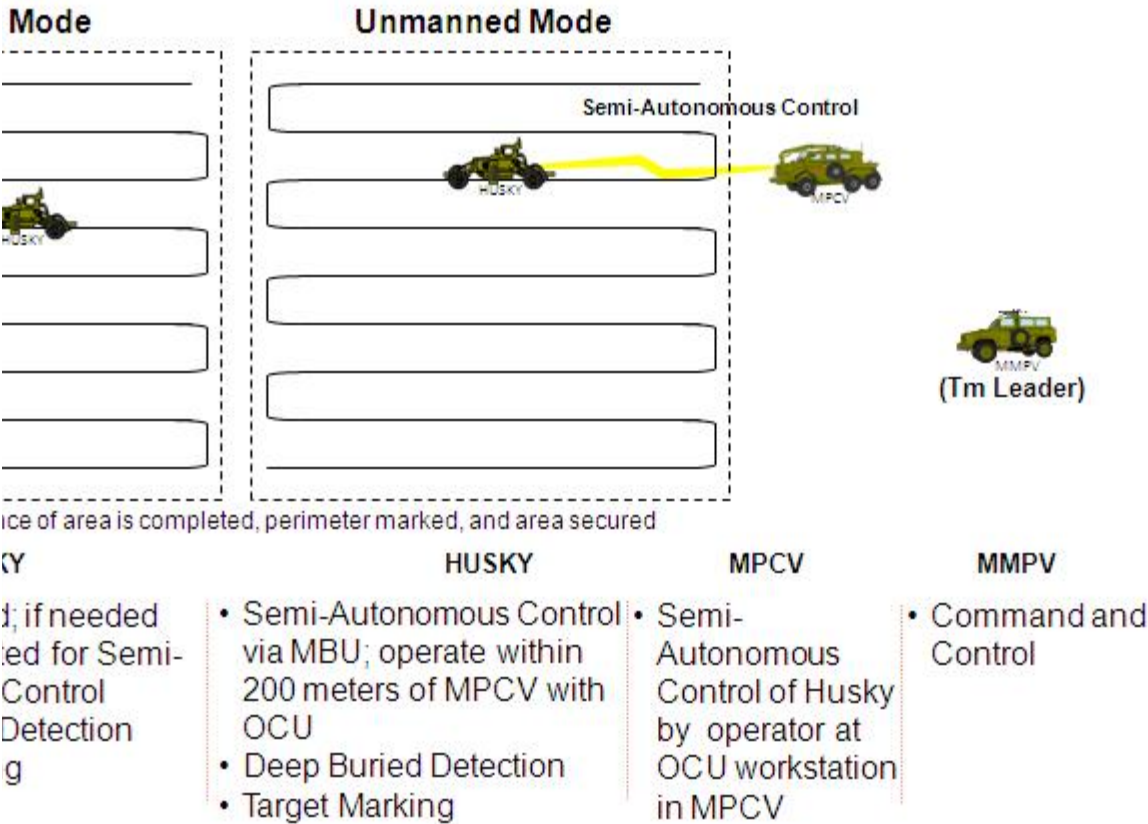 Mode
Unmanned Mode
Semi-Autonomous Control
HUSKY
MPCV
HUSKY
MMPV
(Tm Leader)
of area is completed, perimeter marked, and area secured
HUSKY
MPCV
MMPV
if needed
for Semi-
Control
Detection
• Semi-Autonomous Control
via MBU; operate within
200 meters of MPCV with
OCU
• Deep Buried Detection
• Target Marking
• Semi-
Autonomous
Control of Husky
by operator at
OCU workstation
in MPCV
• Command and
Control